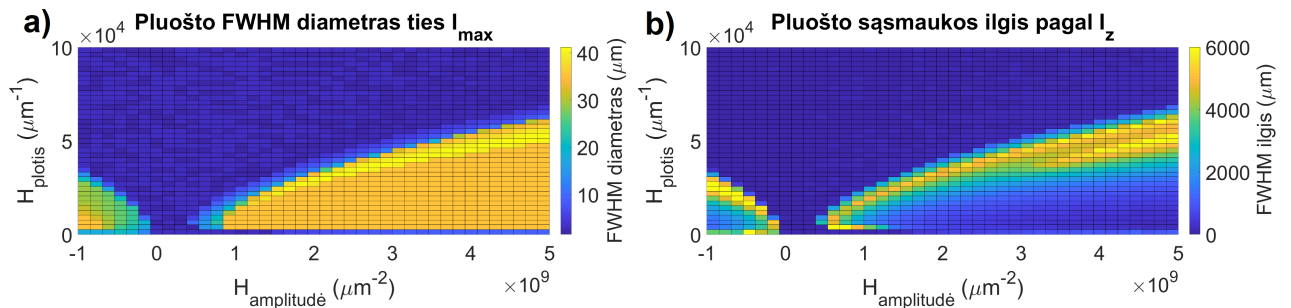 a) Pluošto FWHM diametras ties I_max
×10^4
10
5
0
H_plotis (μm^-1)
-1 0 1 2 3 4 5
H_amplitudė (μm^-2)
×10^9
40
30
20
10
FWHM diametras (μm)
b) Pluošto sąsmaukos ilgis pagal I_z
×10^4
10
5
0
H_plotis (μm^-1)
-1 0 1 2 3 4 5
H_amplitudė (μm^-2)
×10^9
6000
4000
2000
0
FWHM ilgis (μm)